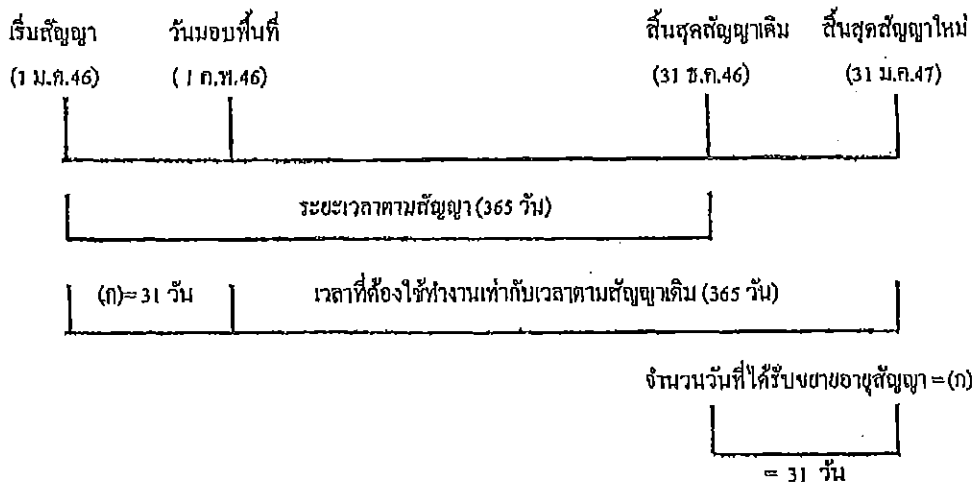 เริ่มสัญญา วันมอบพื้นที่ สิ้นสุดสัญญาเดิม สิ้นสุดสัญญาใหม่
(1 ม.ค.46) (1 ก.พ.46) (31 ธ.ค.46) (31 ม.ค.47)
ระยะเวลาตามสัญญา (365 วัน)
(ก)= 31 วัน เวลาที่ต้องใช้ทำงานเท่ากับเวลาตามสัญญาเดิม (365 วัน)
จำนวนวันที่ได้รับขยายอายุสัญญา = (ก)
= 31 วัน